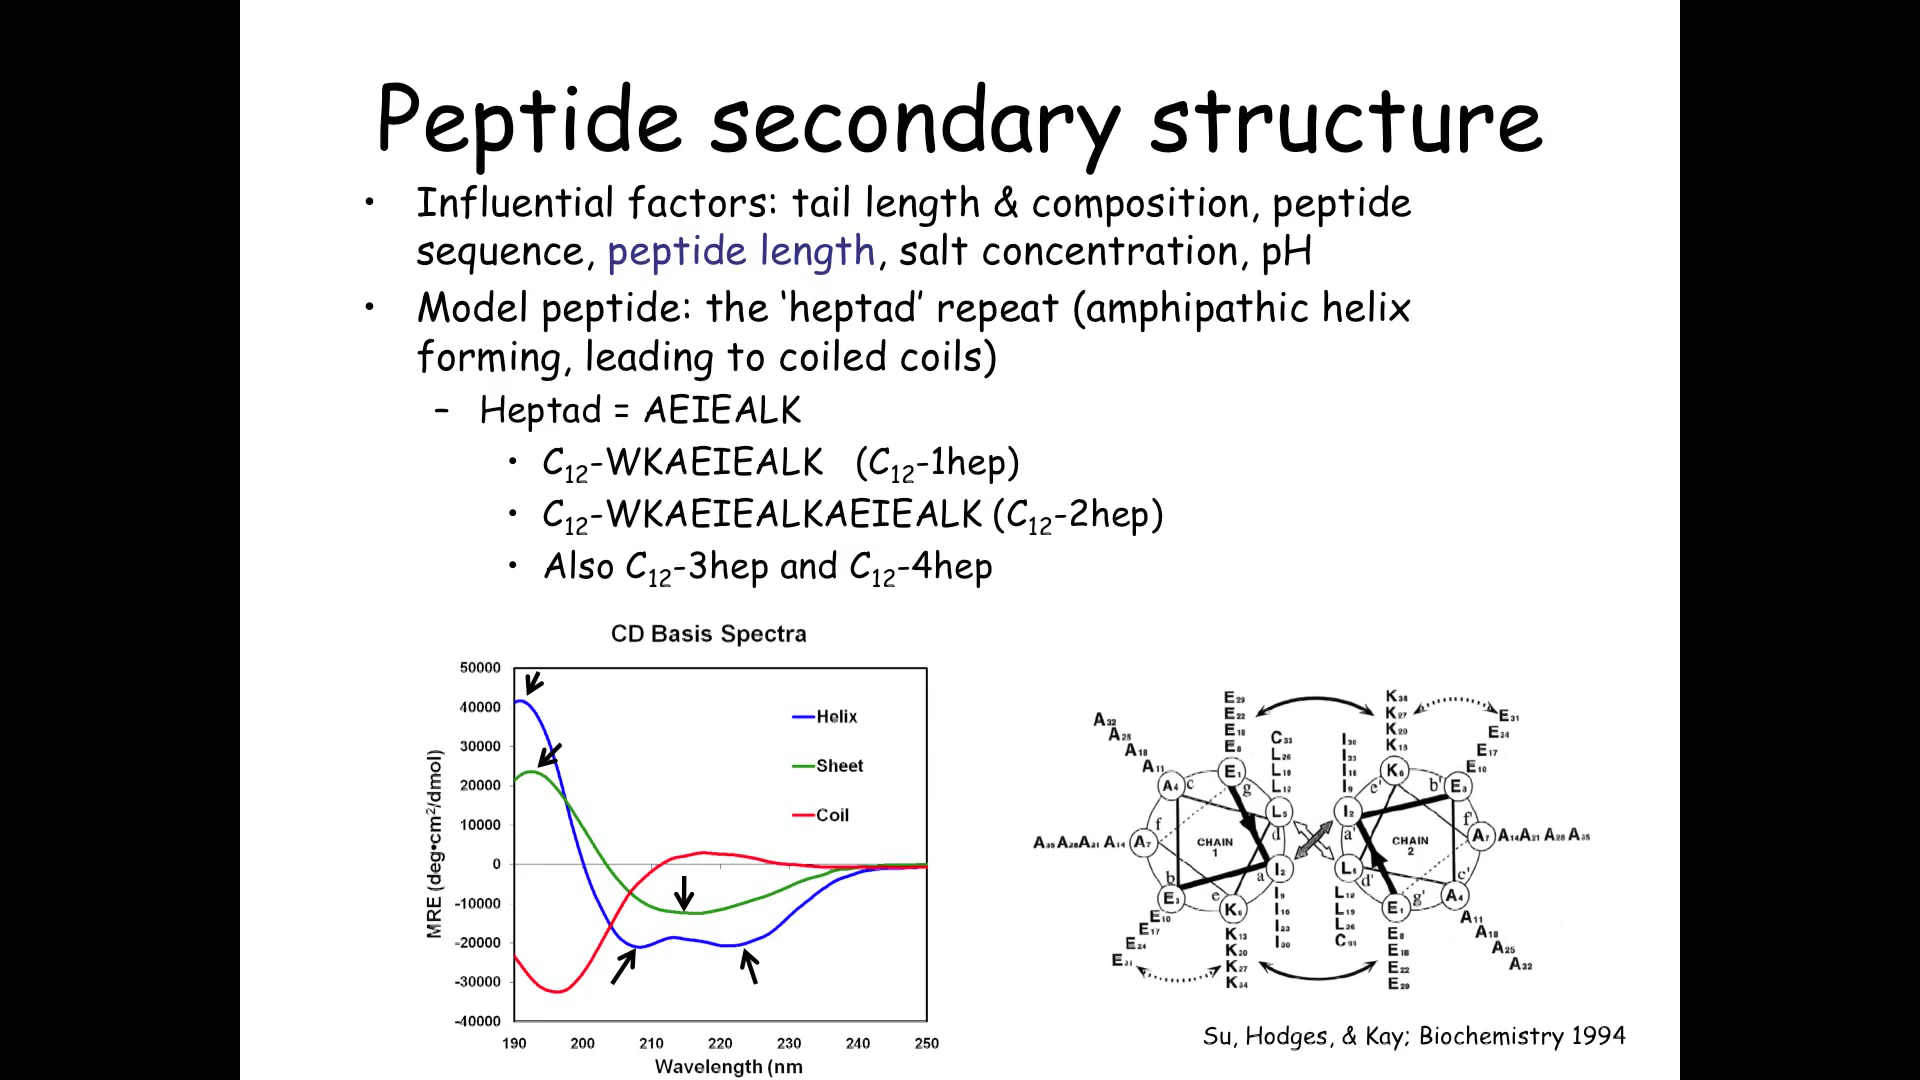 Peptide secondary structure
• Influential factors: tail length & composition, peptide
sequence, peptide length, salt concentration, pH
• Model peptide: the ‘heptad’ repeat (amphipathic helix
forming, leading to coiled coils)
– Heptad = AEIEALK
• C12-WKAEIEALK (C12-1hep)
• C12-WKAEIEALKAEIEALK (C12-2hep)
• Also C12-3hep and C12-4hep
CD Basis Spectra
MRE (deg•cm2/dmol)
50000
40000
30000
20000
10000
0
-10000
-20000
-30000
-40000
Helix
Sheet
Coil
190 200 210 220 230 240 250
Wavelength (nm
CHAIN
1
CHAIN
2
Su, Hodges, & Kay; Biochemistry 1994